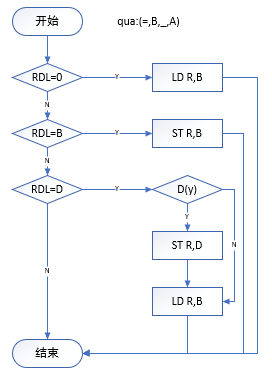 开始
qua:(=,B,_,A)
RDL=0
Y
LD R,B
N
RDL=B
Y
ST R,B
N
RDL=D
Y
D(y)
Y
ST R,D
N
N
LD R,B
结束